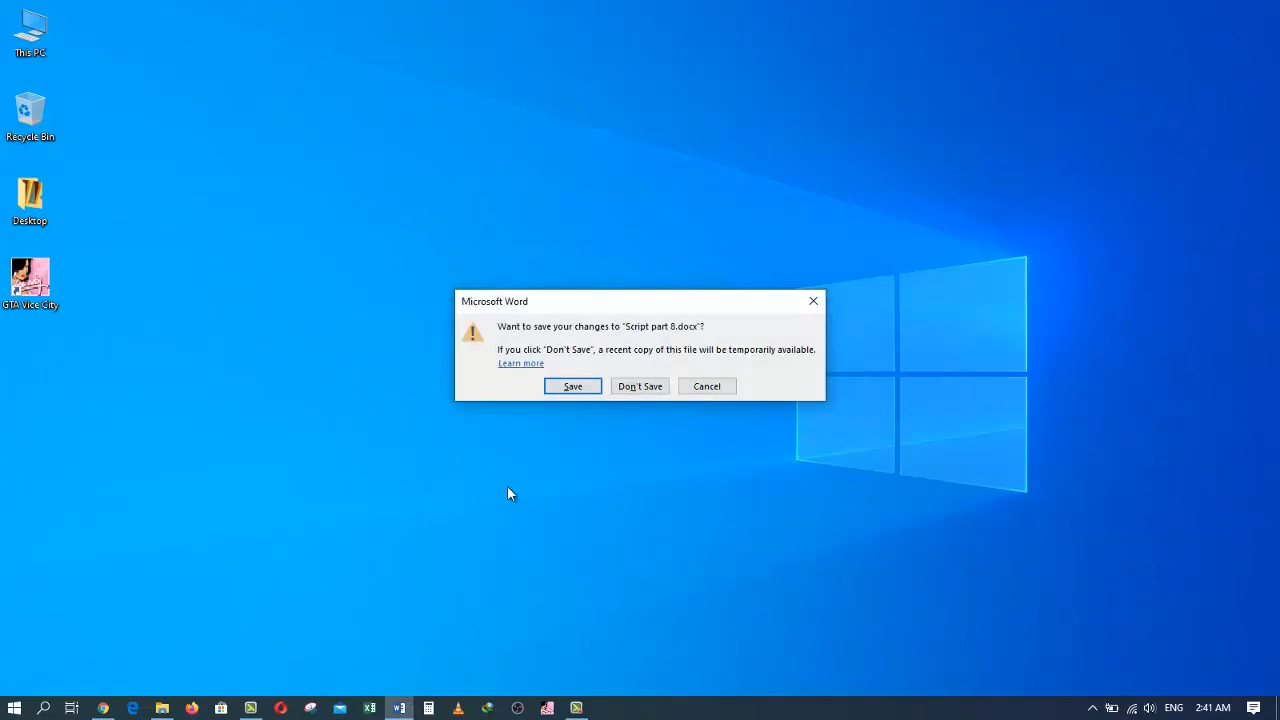 This PC
Recycle Bin
Desktop
GTA Vice City
Microsoft Word
Want to save your changes to "Script part 8.docx"?
If you click "Don't Save", a recent copy of this file will be temporarily available.
Learn more
Save
Don't Save
Cancel
ENG
2:41 AM